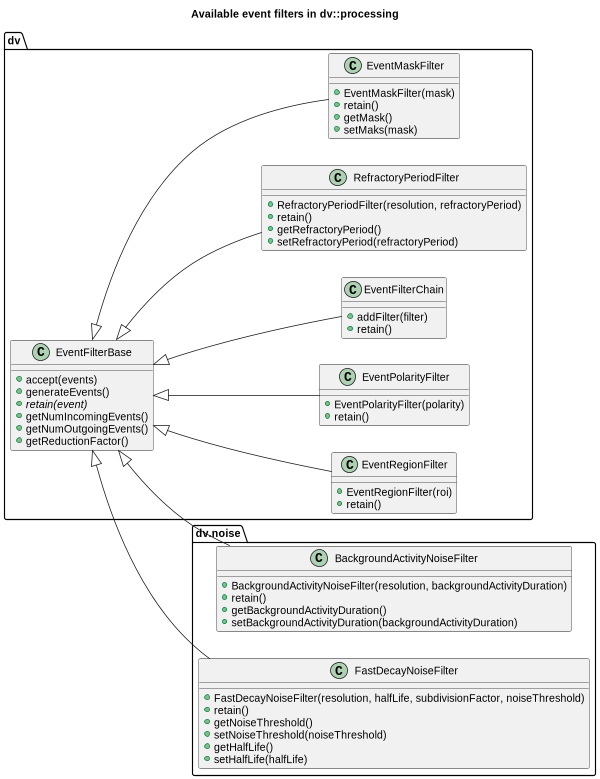 Available event filters in dv::processing
dv
C EventMaskFilter
EventMaskFilter(mask)
retain()
getMask()
setMaks(mask)
C RefractoryPeriodFilter
RefractoryPeriodFilter(resolution, refractoryPeriod)
retain()
getRefractoryPeriod()
setRefractoryPeriod(refractoryPeriod)
C EventFilterChain
addFilter(filter)
retain()
C EventFilterBase
accept(events)
generateEvents()
retain(event)
getNumIncomingEvents()
getNumOutgoingEvents()
getReductionFactor()
C EventPolarityFilter
EventPolarityFilter(polarity)
retain()
C EventRegionFilter
EventRegionFilter(roi)
retain()
dv.noise
C BackgroundActivityNoiseFilter
BackgroundActivityNoiseFilter(resolution, backgroundActivityDuration)
retain()
getBackgroundActivityDuration()
setBackgroundActivityDuration(backgroundActivityDuration)
C FastDecayNoiseFilter
FastDecayNoiseFilter(resolution, halfLife, subdivisionFactor, noiseThreshold)
retain()
getNoiseThreshold()
setNoiseThreshold(noiseThreshold)
getHalfLife()
setHalfLife(halfLife)